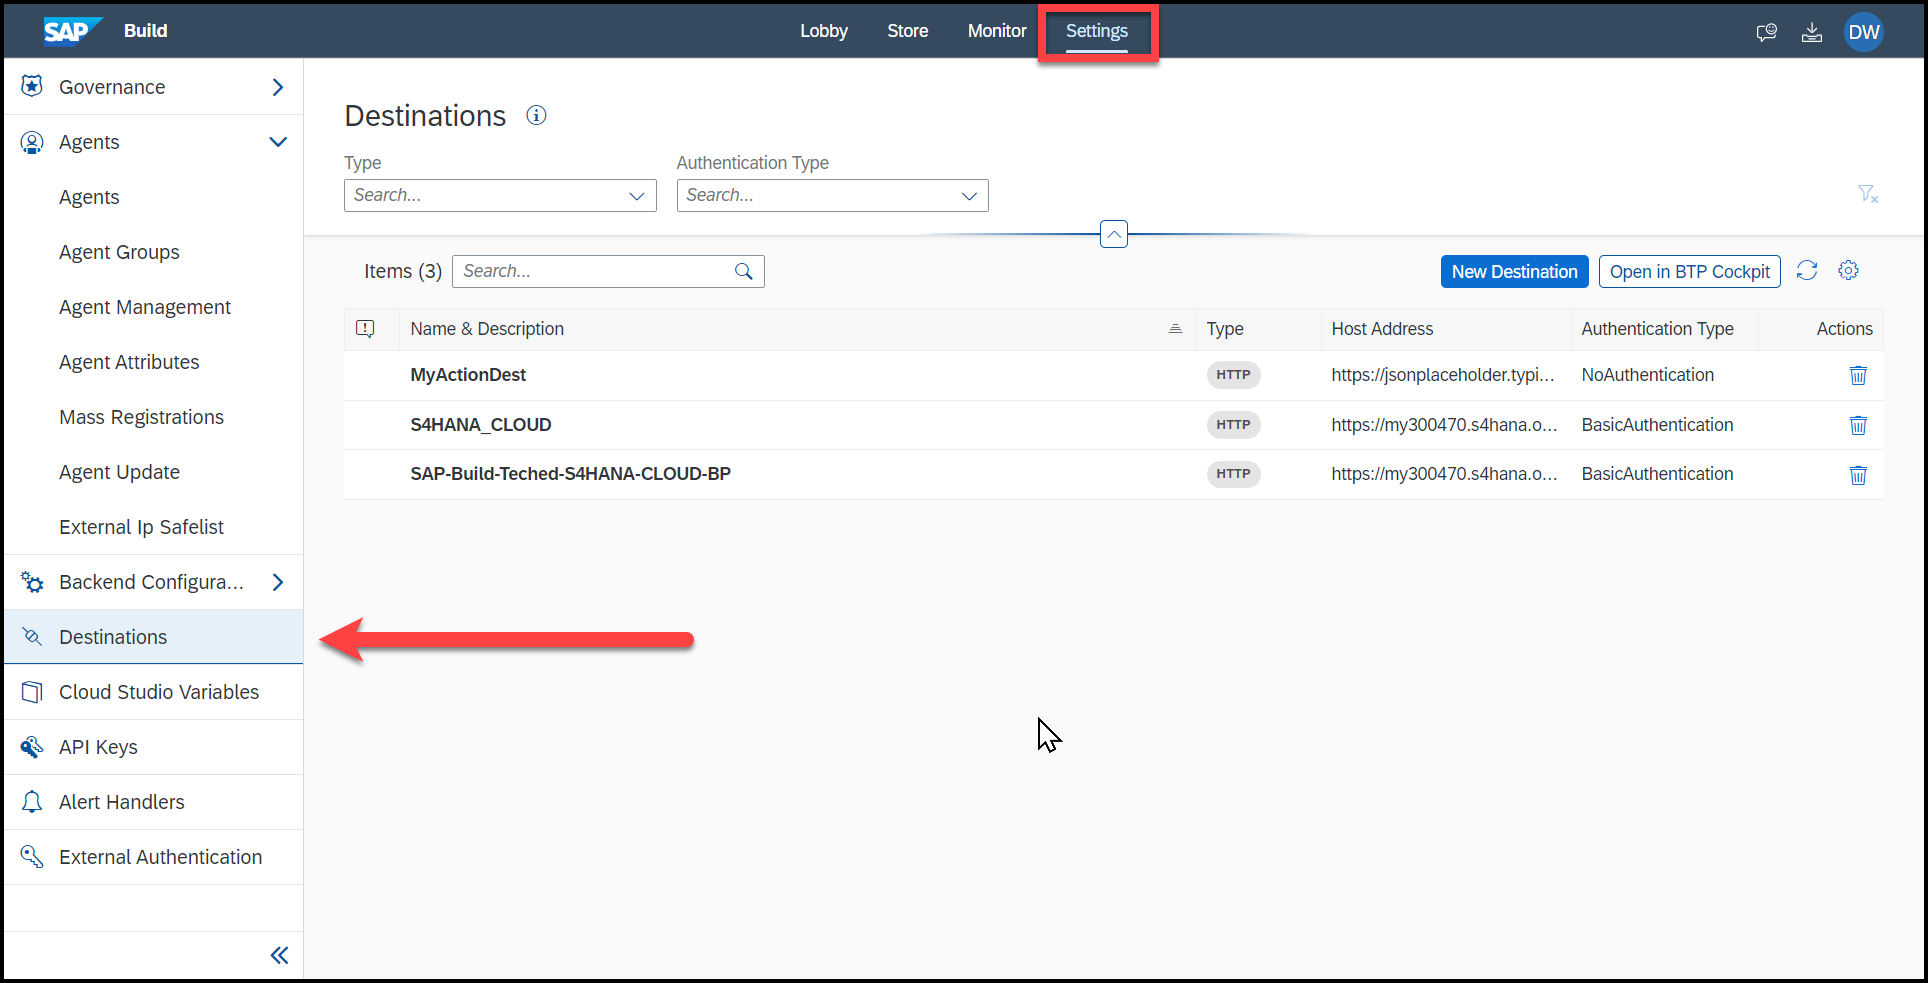 SAP Build Lobby Store Monitor Settings DW
Governance
Agents
Agents
Agent Groups
Agent Management
Agent Attributes
Mass Registrations
Agent Update
External Ip Safelist
Backend Configura...
Destinations
Cloud Studio Variables
API Keys
Alert Handlers
External Authentication
Destinations
Type Authentication Type
Search... Search...
Items (3) Search... New Destination Open in BTP Cockpit
Name & Description Type Host Address Authentication Type Actions
MyActionDest HTTP https://jsonplaceholder.typi... NoAuthentication
S4HANA_CLOUD HTTP https://my300470.s4hana.o... BasicAuthentication
SAP-Build-Teched-S4HANA-CLOUD-BP HTTP https://my300470.s4hana.o... BasicAuthentication